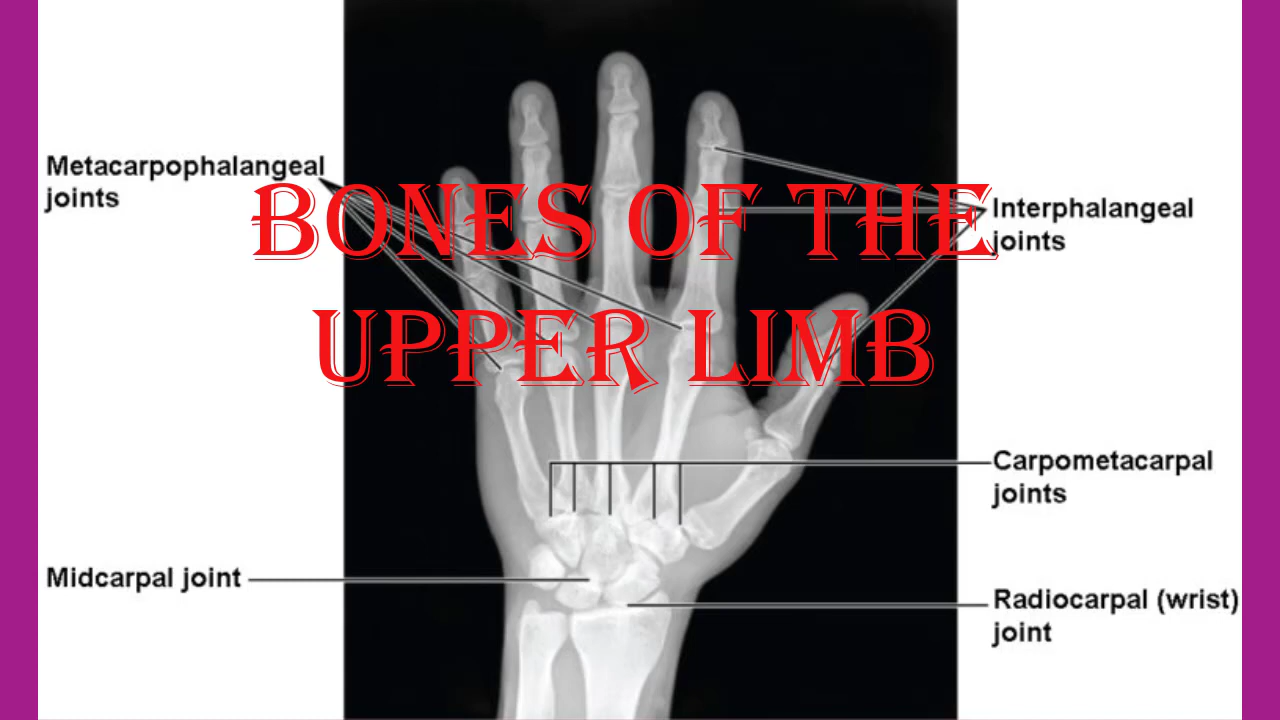 BONES OF THE
UPPER LIMB
Metacarpophalangeal
joints
Interphalangeal
joints
Carpometacarpal
joints
Midcarpal joint
Radiocarpal (wrist)
joint